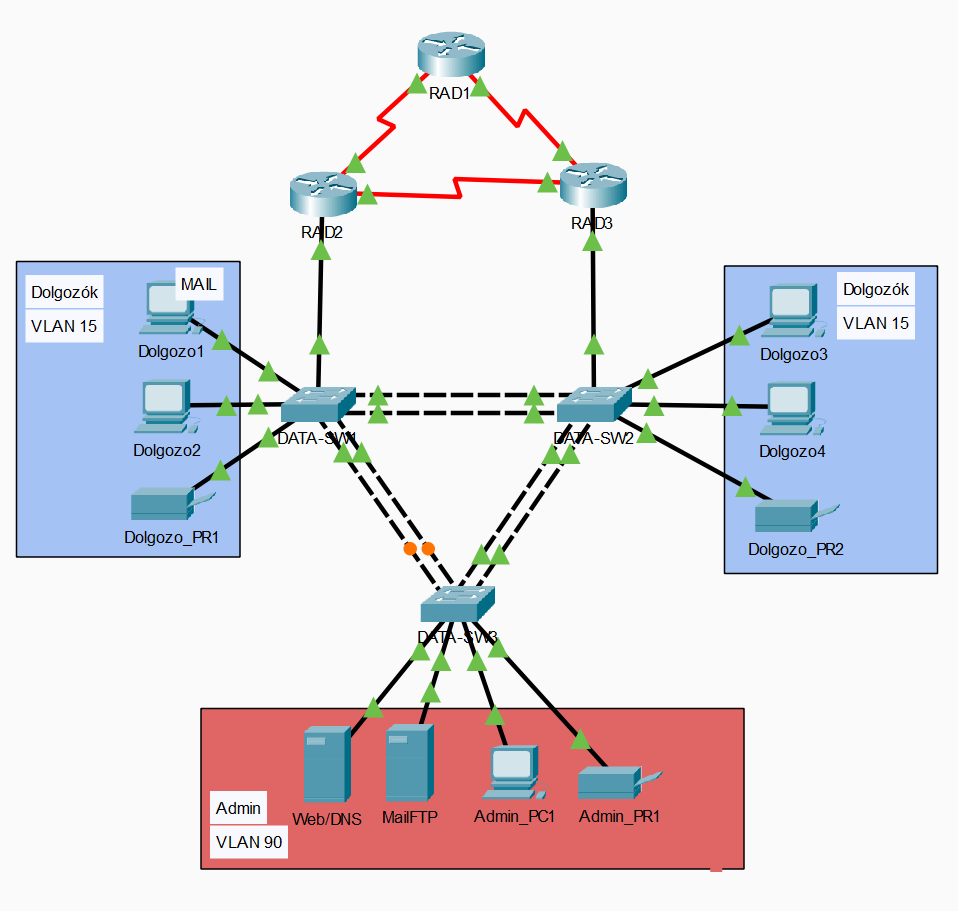 RAD1
RAD2
RAD3
Dolgozók
VLAN 15
MAIL
Dolgozo1
Dolgozo2
Dolgozo_PR1
Dolgozók
VLAN 15
Dolgozo3
Dolgozo4
Dolgozo_PR2
DATA-SW1
DATA-SW2
DATA-SW3
Admin
VLAN 90
Web/DNS
MailFTP
Admin_PC1
Admin_PR1